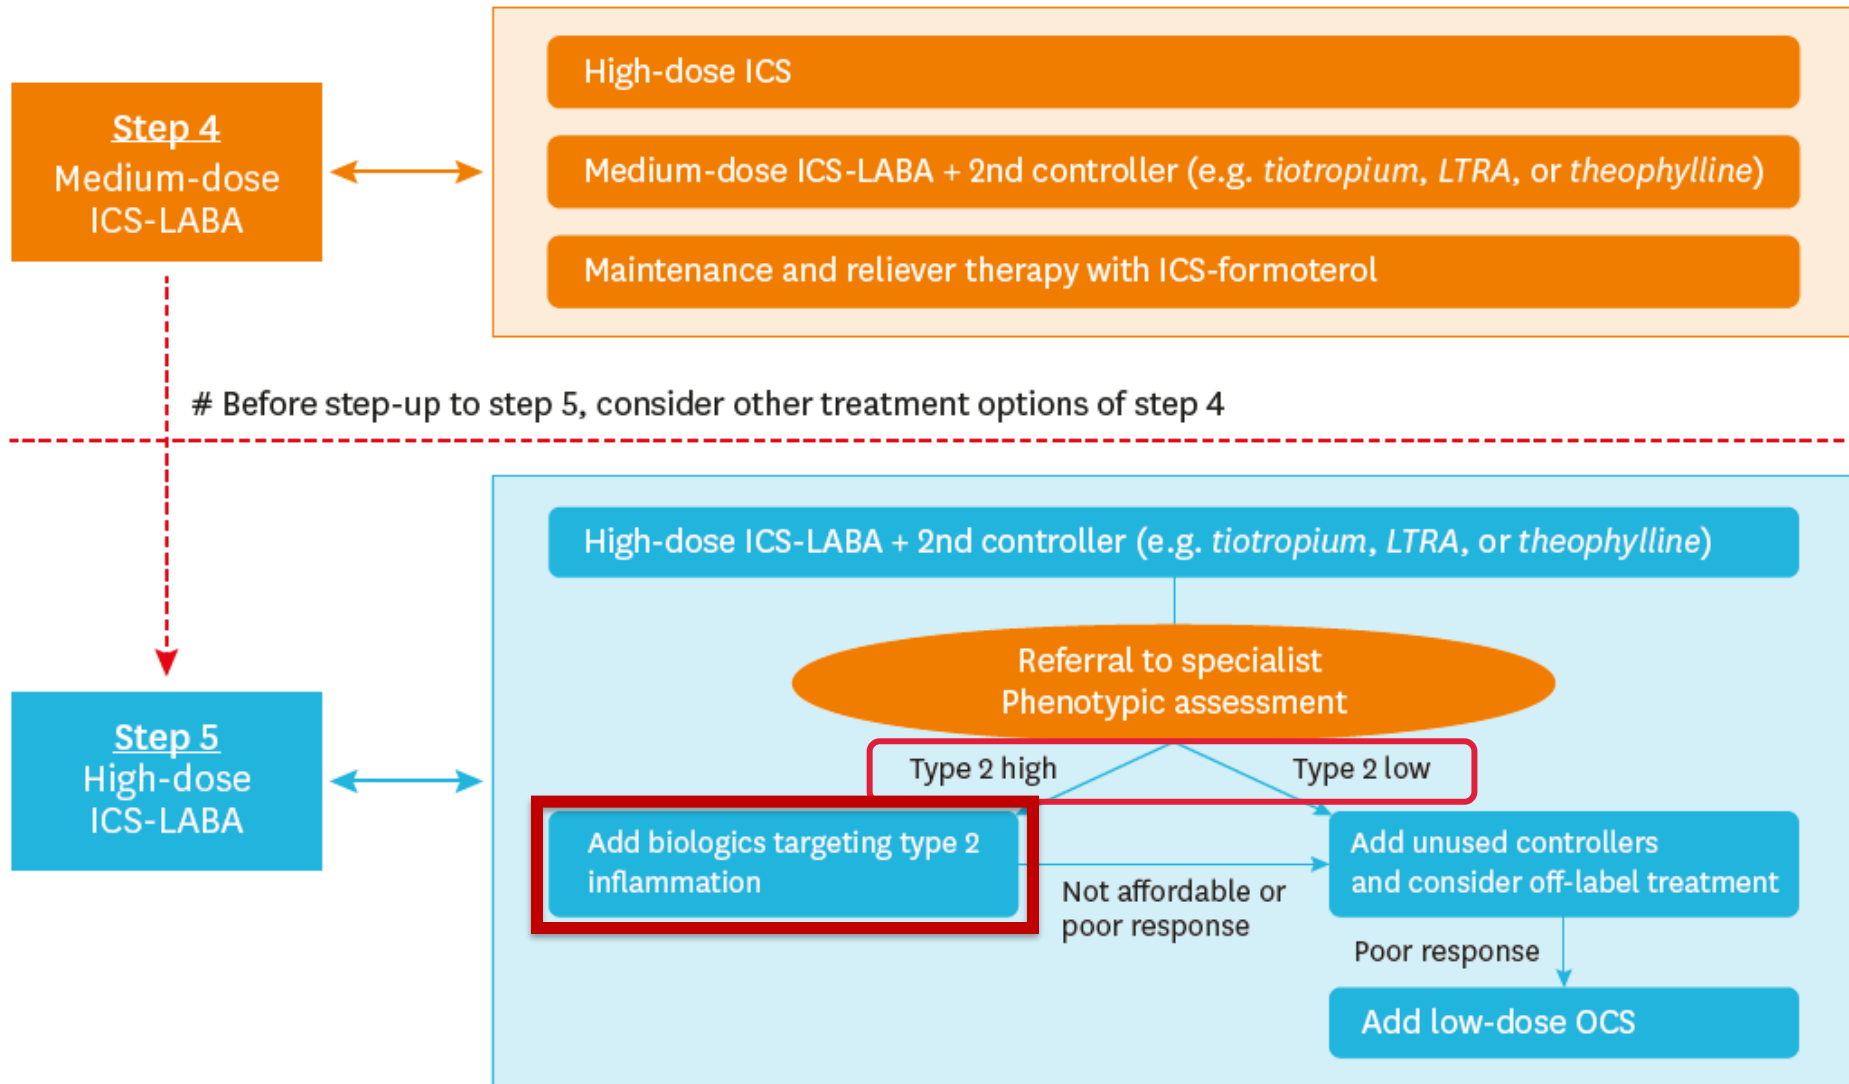 Step 4
Medium-dose
ICS-LABA
High-dose ICS
Medium-dose ICS-LABA + 2nd controller (e.g. tiotropium, LTRA, or theophylline)
Maintenance and reliever therapy with ICS-formoterol
# Before step-up to step 5, consider other treatment options of step 4
Step 5
High-dose
ICS-LABA
High-dose ICS-LABA + 2nd controller (e.g. tiotropium, LTRA, or theophylline)
Referral to specialist
Phenotypic assessment
Type 2 high
Type 2 low
Add biologics targeting type 2
inflammation
Not affordable or
poor response
Add unused controllers
and consider off-label treatment
Poor response
Add low-dose OCS